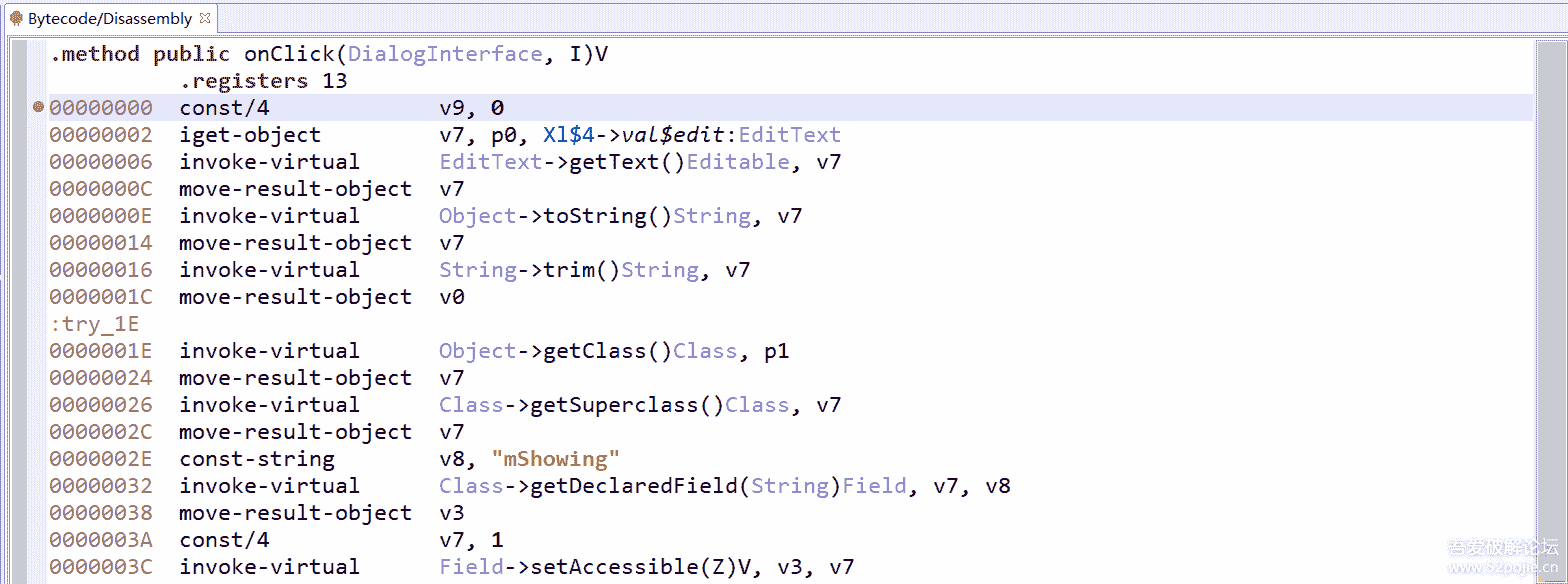 Bytecode/Disassembly
.method public onClick(DialogInterface, I)V
.registers 13
00000000 const/4 v9, 0
00000002 iget-object v7, p0, Xl$4->val$edit:EditText
00000006 invoke-virtual EditText->getText()Editable, v7
0000000C move-result-object v7
0000000E invoke-virtual Object->toString()String, v7
00000014 move-result-object v7
00000016 invoke-virtual String->trim()String, v7
0000001C move-result-object v0
:try_1E
0000001E invoke-virtual Object->getClass()Class, p1
00000024 move-result-object v7
00000026 invoke-virtual Class->getSuperclass()Class, v7
0000002C move-result-object v7
0000002E const-string v8, "mShowing"
00000032 invoke-virtual Class->getDeclaredField(String)Field, v7, v8
00000038 move-result-object v3
0000003A const/4 v7, 1
0000003C invoke-virtual Field->setAccessible(Z)V, v3, v7
吾爱破解论坛
www.52pojie.cn